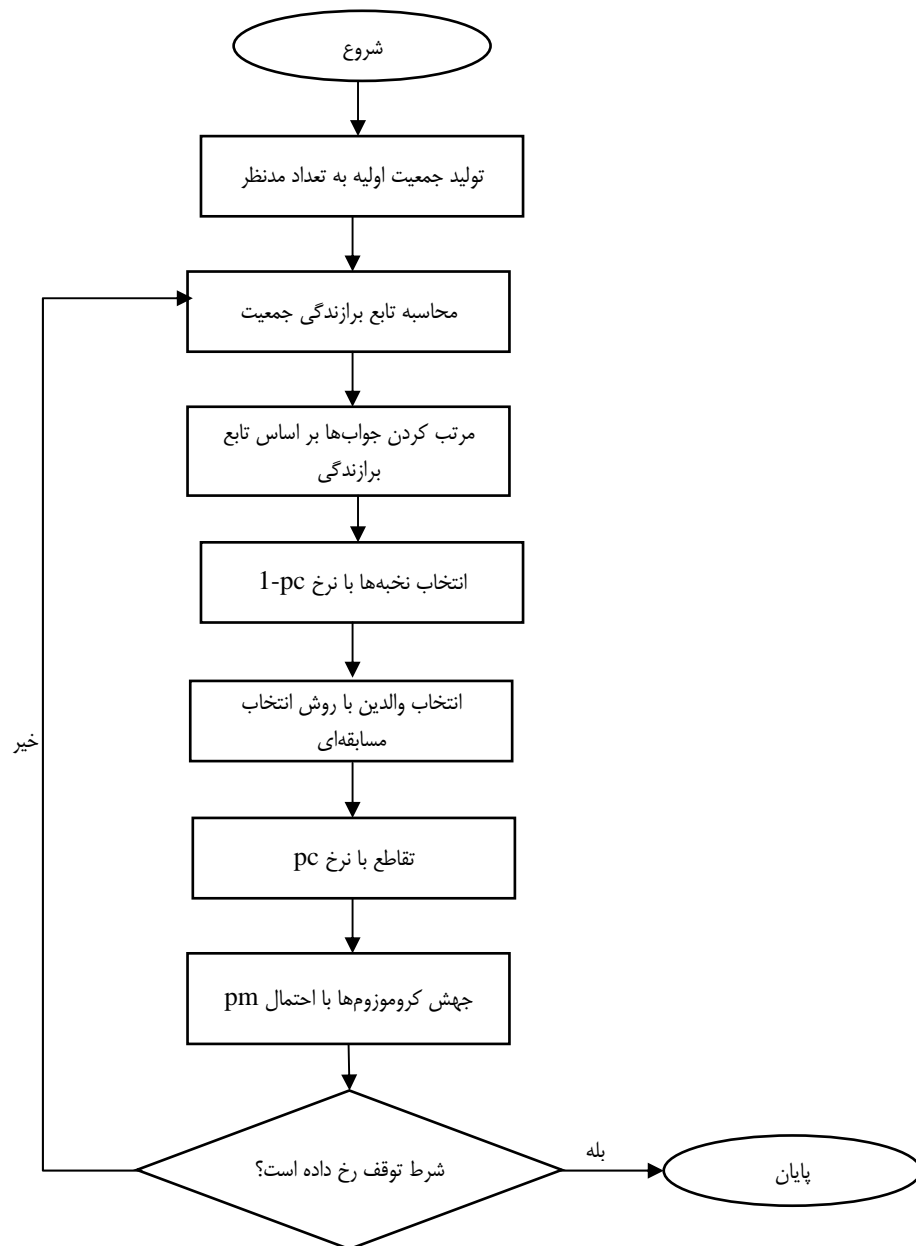 شروع
تولید جمعیت اولیه به تعداد مدنظر
محاسبه تابع برازندگی جمعیت
مرتب کردن جواب‌ها بر اساس تابع
برازندگی
انتخاب نخبه‌ها با نرخ 1-pc
انتخاب والدین با روش انتخاب
مسابقه‌ای
خیر
تقاطع با نرخ pc
جهش کروموزوم‌ها با احتمال pm
شرط توقف رخ داده است؟
بله
پایان